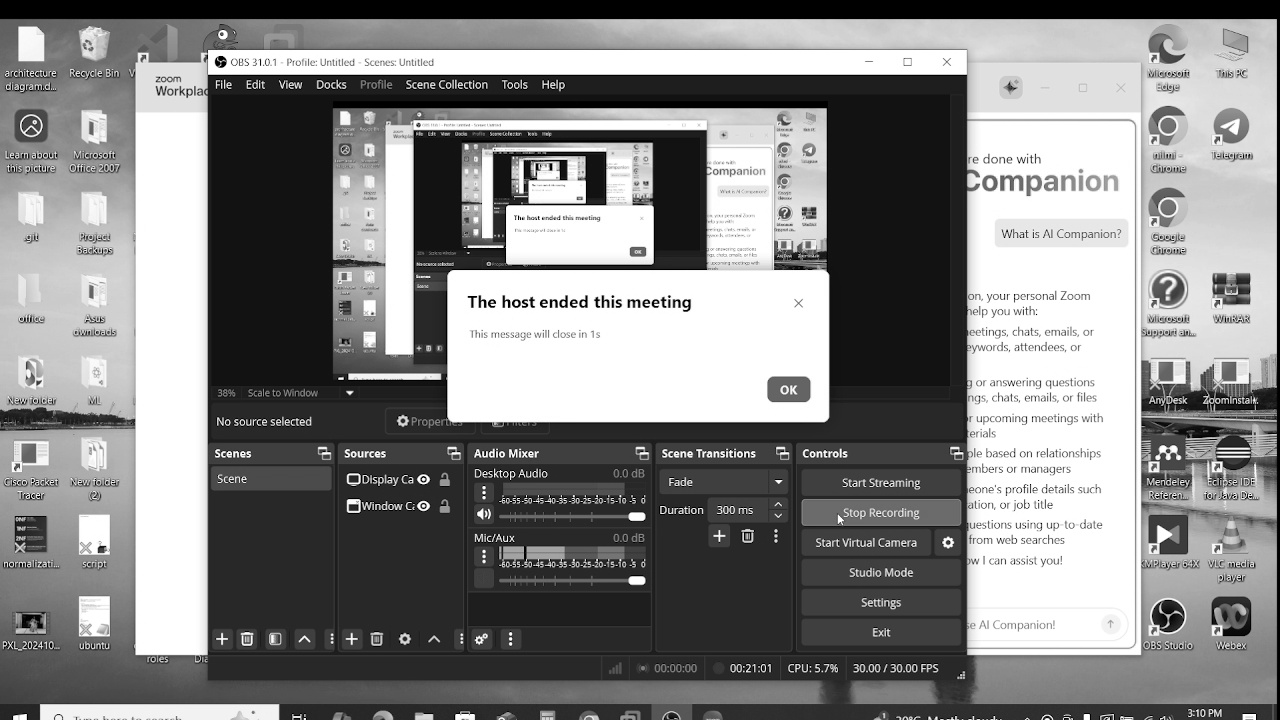 architecture
diagram.d...
Recycle Bin
Learn about
this picture
Microsoft
Office 2007
gift
Project
Backups
office
Asus
downloads
New folder
ML
Cisco Packet
Tracer
New folder
(2)
normalizati...
script
PXL_202410...
ubuntu
roles
zoom
Workplac
OBS 31.0.1 - Profile: Untitled - Scenes: Untitled
File Edit View Docks Profile Scene Collection Tools Help
The host ended this meeting
This message will close in 1s
OK
38% Scale to Window
No source selected
Properties
Filters
Scenes
Scene
Sources
Display Ca
Window Ca
Audio Mixer
Desktop Audio 0.0 dB
-60-55-50-45-40-35-30-25-20-15-10 -5 0
Mic/Aux 0.0 dB
-60-55-50-45-40-35-30-25-20-15-10 -5 0
Scene Transitions
Fade
Duration 300 ms
Controls
Start Streaming
Stop Recording
Start Virtual Camera
Studio Mode
Settings
Exit
00:00:00
00:21:01
CPU: 5.7%
30.00 / 30.00 FPS
re done with
Companion
What is AI Companion?
on, your personal Zoom
help you with:
eetings, chats, emails, or
eywords, attendees, or
g or answering questions
ngs, chats, emails, or files
or upcoming meetings with
terials
ple based on relationships
embers or managers
neone's profile details such
ation, or job title
questions using up-to-date
from web searches
ow I can assist you!
se AI Companion!
Microsoft
Edge
This PC
nilmi -
Chrome
Telegram
Google
Chrome
Microsoft
Support an...
WinRAR
AnyDesk
ZoomInstalle...
Mendeley
Referen...
Eclipse IDE
for Java De...
KMPlayer 64X
VLC media
player
OBS Studio
Webex
Type here to search
Mostly cloudy
3:10 PM